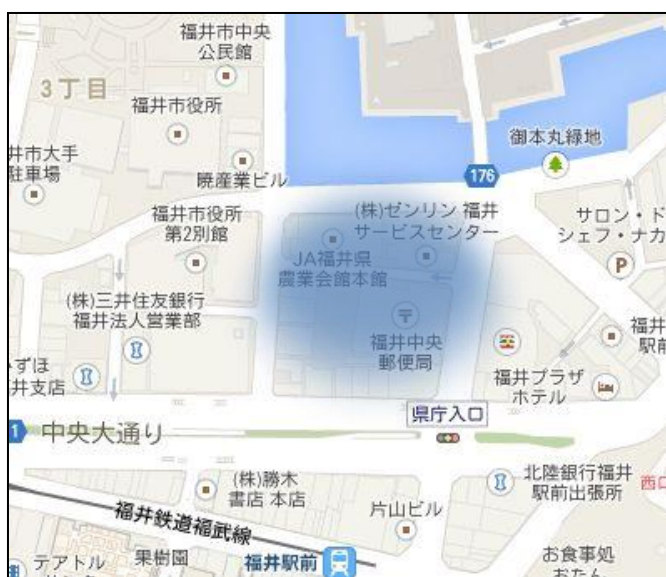 福井市中央
公民館
3丁目
福井市役所
御本丸緑地
井市大手
駐車場
176
暁産業ビル
福井市役所
第2別館
(株)ゼンリン 福井
サービスセンター
サロン・ド
シェフ・ナカ
JA福井県
農業会館本館
P
(株)三井住友銀行
福井法人営業部
〒
福井中央
郵便局
福井
駅前
ずほ
井支店
福井プラザ
ホテル
県庁入口
1
中央大通り
(株)勝木
書店 本店
北陸銀行福井
駅前出張所
西口
片山ビル
福井鉄道福武線
テアトル
果樹園
福井駅前
お食事処
おたん